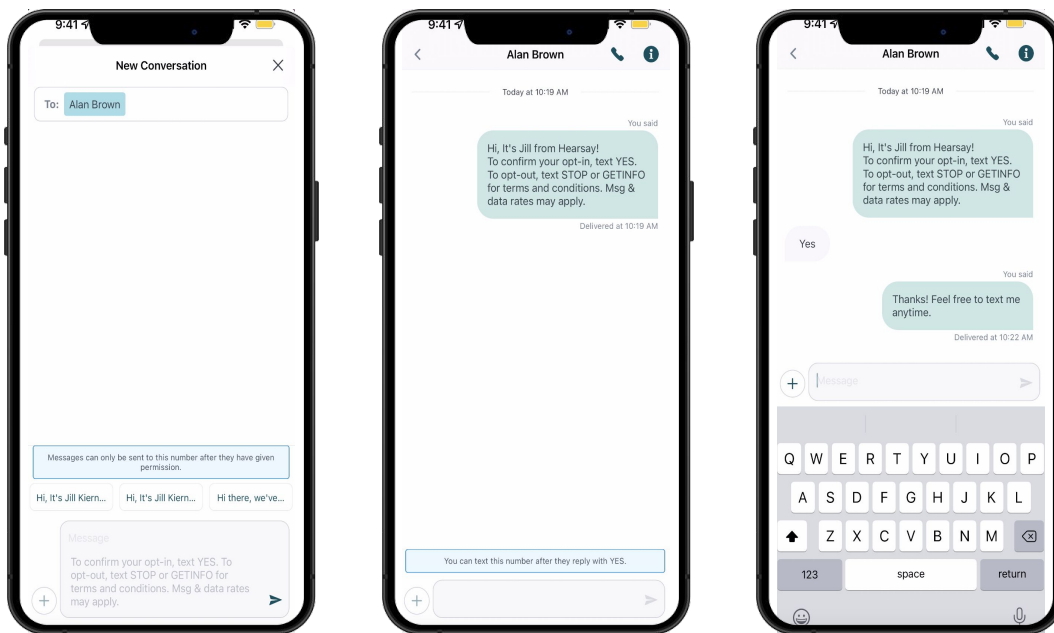 9:41
New Conversation
To: Alan Brown
Messages can only be sent to this number after they have given
permission.
Hi, It's Jill Kiern...
Hi, It's Jill Kiern...
Hi there, we've...
Message
To confirm your opt-in, text YES. To
opt-out, text STOP or GETINFO for
terms and conditions. Msg & data rates
may apply.
9:41
Alan Brown
Today at 10:19 AM
You said
Hi, It's Jill from Hearsay!
To confirm your opt-in, text YES.
To opt-out, text STOP or GETINFO
for terms and conditions. Msg &
data rates may apply.
Delivered at 10:19 AM
You can text this number after they reply with YES.
9:41
Alan Brown
Today at 10:19 AM
You said
Hi, It's Jill from Hearsay!
To confirm your opt-in, text YES.
To opt-out, text STOP or GETINFO
for terms and conditions. Msg &
data rates may apply.
Yes
You said
Thanks! Feel free to text me
anytime.
Delivered at 10:22 AM
Message
Q W E R T Y U I O P
A S D F G H J K L
Z X C V B N M
123 space return